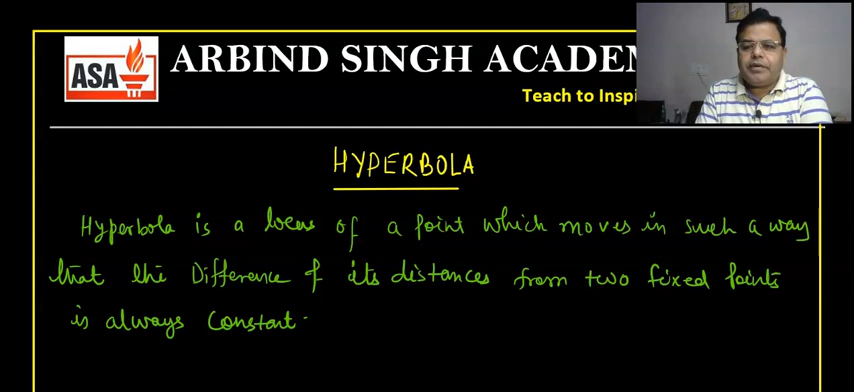 ASA
ARBIND SINGH ACADEM
Teach to Inspi
HYPERBOLA
Hyperbola is a locus of a point which moves in such a way
that the Difference of its distances from two fixed points
is always constant.